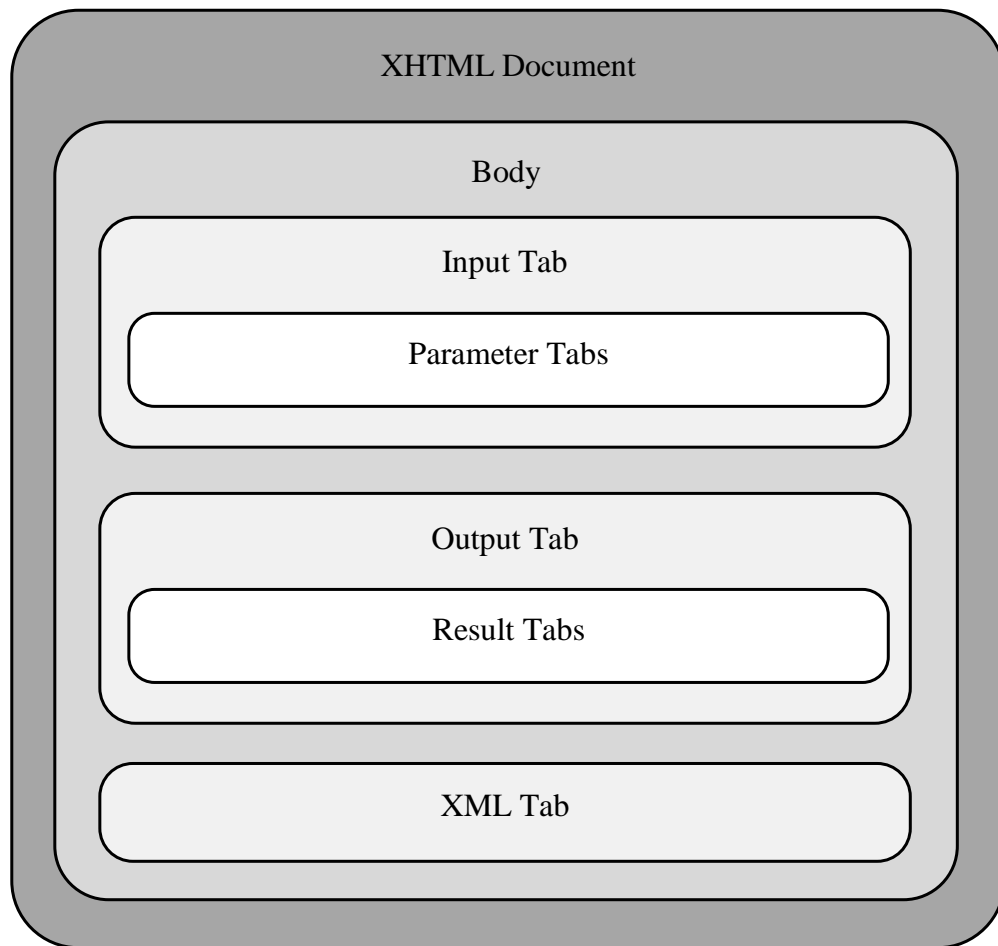 XHTML Document
Body
Input Tab
Parameter Tabs
Output Tab
Result Tabs
XML Tab